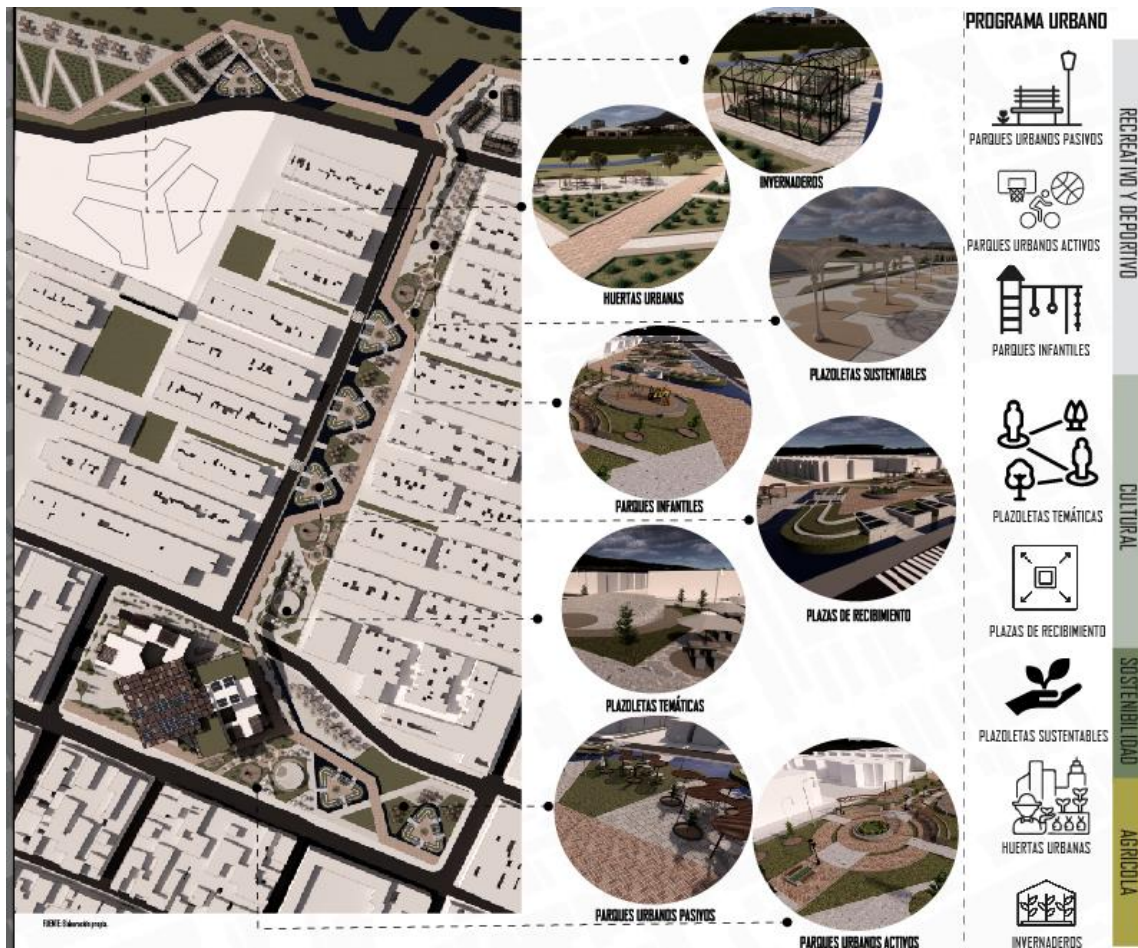 PROGRAMA URBANO
INVERNADEROS
HUERTAS URBANAS
PLAZOLETAS SUSTENTABLES
PARQUES INFANTILES
PLAZAS DE RECIBIMIENTO
PLAZOLETAS TEMÁTICAS
PARQUES URBANOS PASIVOS
PARQUES URBANOS ACTIVOS
FUENTE: Elaboración propia.
PARQUES URBANOS PASIVOS
PARQUES URBANOS ACTIVOS
PARQUES INFANTILES
PLAZOLETAS TEMÁTICAS
PLAZAS DE RECIBIMIENTO
PLAZOLETAS SUSTENTABLES
HUERTAS URBANAS
INVERNADEROS
RECREATIVO Y DEPORTIVO
CULTURAL
SOSTENIBILIDAD
AGRICOLA